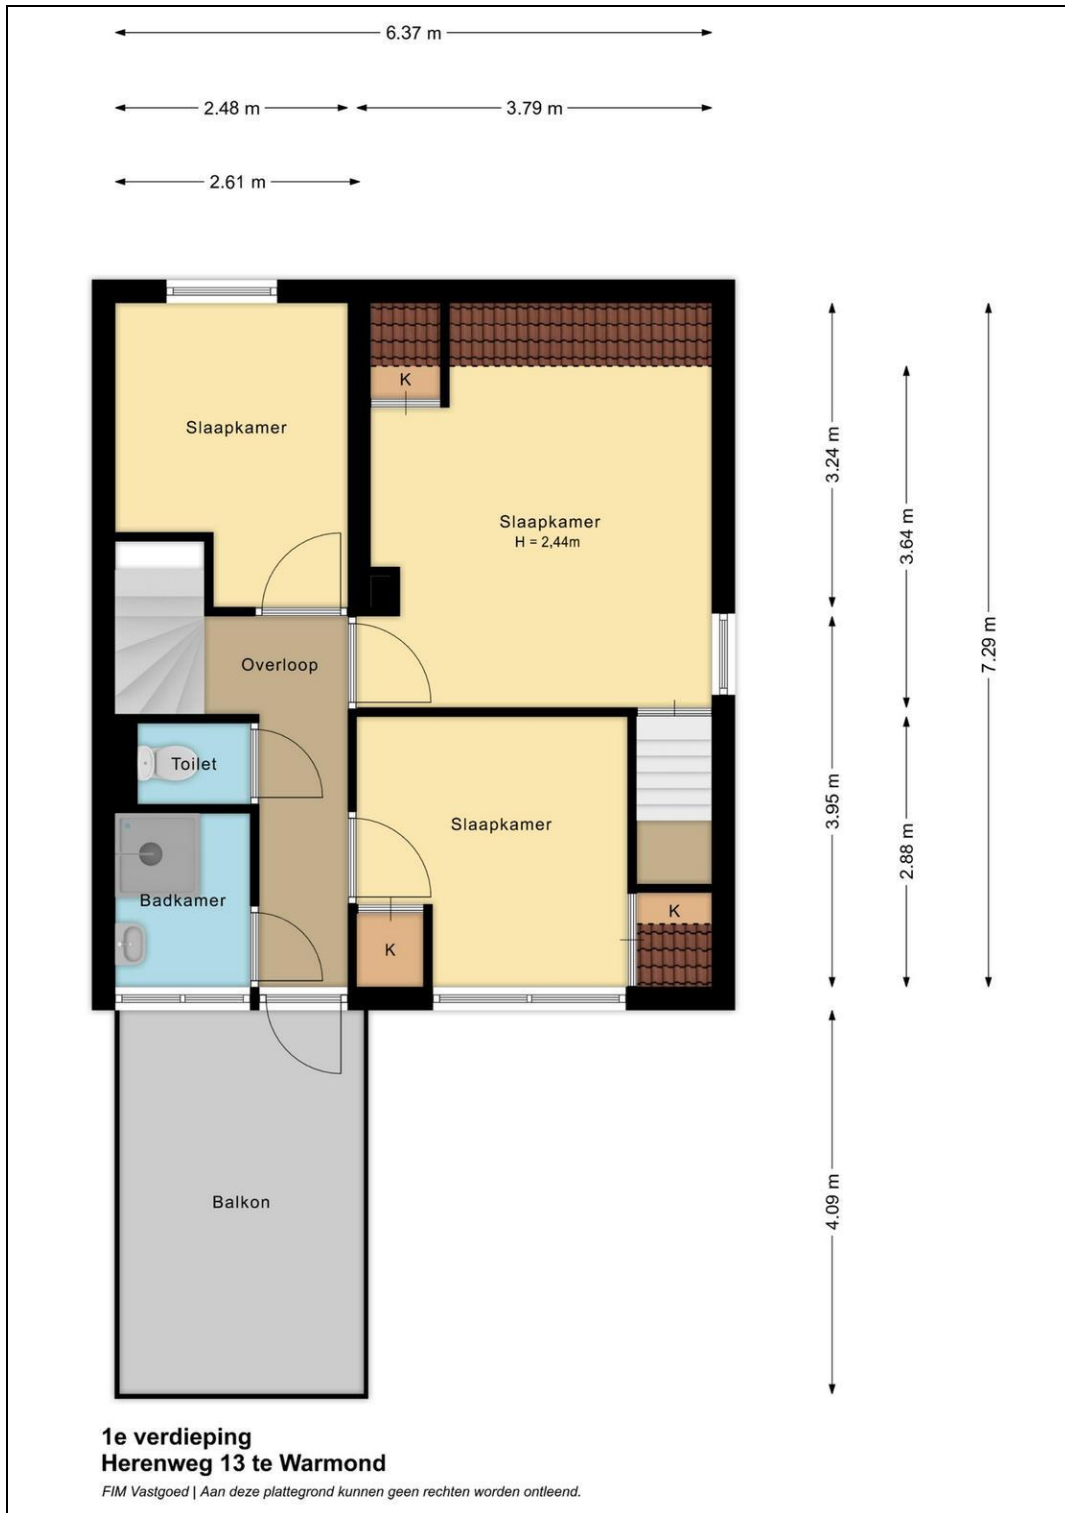 6.37 m
2.48 m
3.79 m
2.61 m
K
Slaapkamer
3.24 m
Slaapkamer
H = 2,44m
3.64 m
7.29 m
Overloop
Toilet
Slaapkamer
3.95 m
2.88 m
Badkamer
K
K
4.09 m
Balkon
1e verdieping
Herenweg 13 te Warmond
FIM Vastgoed | Aan deze plattegrond kunnen geen rechten worden ontleend.